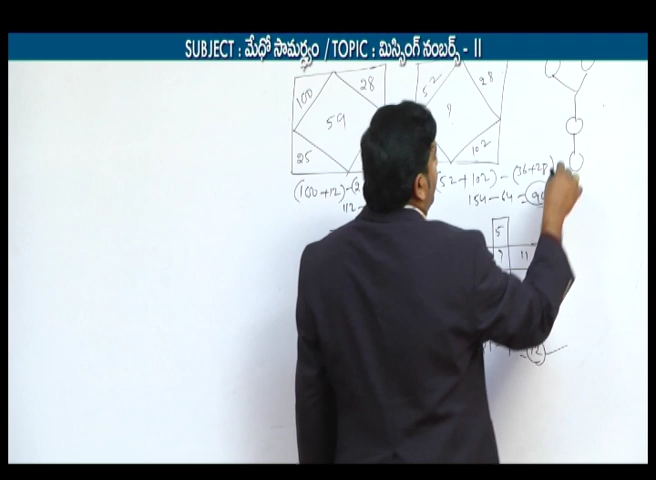 SUBJECT : మేధో సామర్థ్యం / TOPIC : మిస్సింగ్ నంబర్స్ - II
100 28 52 28
59 ?
25 102
(100+12)-(2 (52+102) - (36+28)
112 - 154 - 64 = 90
5
9 11
12